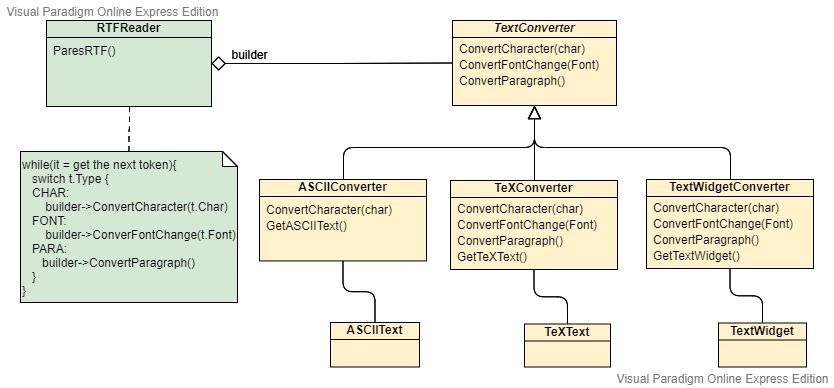 Visual Paradigm Online Express Edition
RTFReader
ParesRTF()
builder
TextConverter
ConvertCharacter(char)
ConvertFontChange(Font)
ConvertParagraph()
while(it = get the next token){
switch t.Type {
CHAR:
builder->ConvertCharacter(t.Char)
FONT:
builder->ConverFontChange(t.Font)
PARA:
builder->ConvertParagraph()
}
}
ASCIIConverter
ConvertCharacter(char)
GetASCIIText()
TeXConverter
ConvertCharacter(char)
ConvertFontChange(Font)
ConvertParagraph()
GetTeXText()
TextWidgetConverter
ConvertCharacter(char)
ConvertFontChange(Font)
ConvertParagraph()
GetTextWidget()
ASCIIText
TeXText
TextWidget
Visual Paradigm Online Express Edition